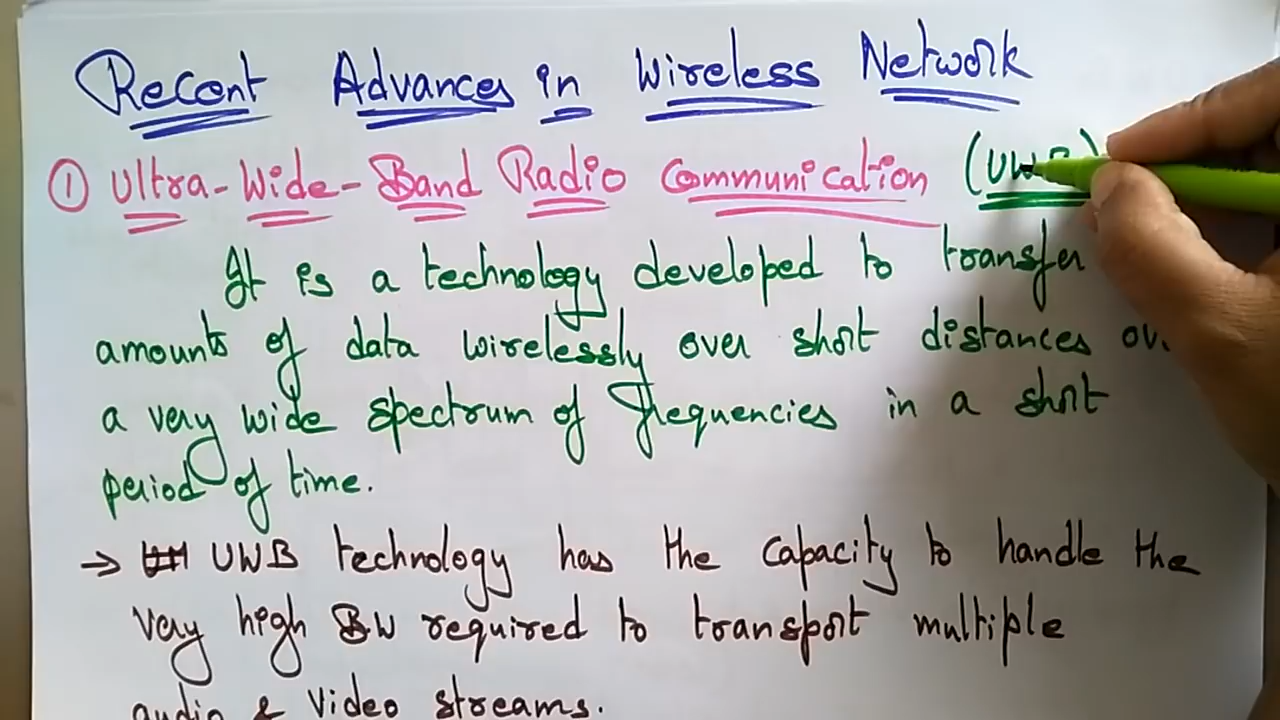 Recent Advances in Wireless Network
① Ultra-Wide-Band Radio Communication (UWB)
It is a technology developed to transfer
amounts of data wirelessly over short distances
a very wide spectrum of frequencies in a short
period of time.
→ UWB technology has the capacity to handle the
very high BW required to transport multiple
audio & video streams.